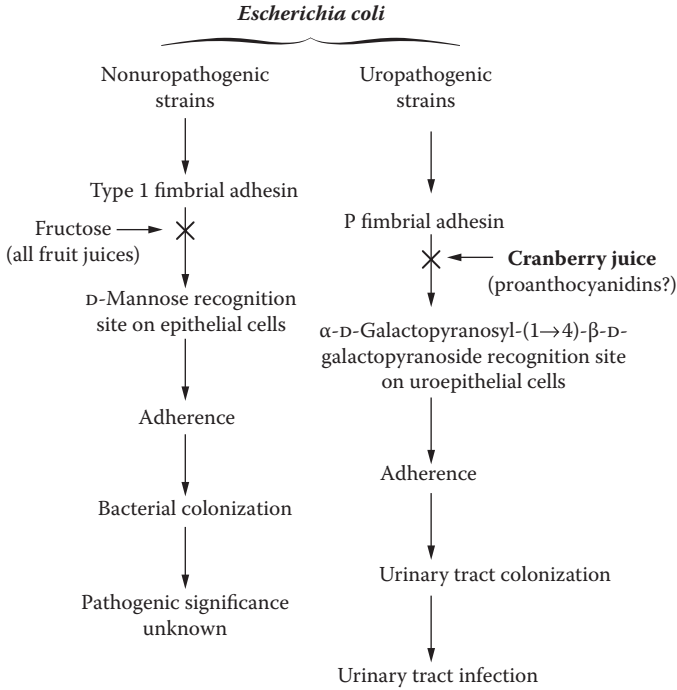 Escherichia coli
Nonuropathogenic
strains
Type 1 fimbrial adhesin
Fructose
(all fruit juices)
D-Mannose recognition
site on epithelial cells
Adherence
Bacterial colonization
Pathogenic significance
unknown
Uropathogenic
strains
P fimbrial adhesin
Cranberry juice
(proanthocyanidins?)
α-D-Galactopyranosyl-(1→4)-β-D-
galactopyranoside recognition site
on uroepithelial cells
Adherence
Urinary tract colonization
Urinary tract infection